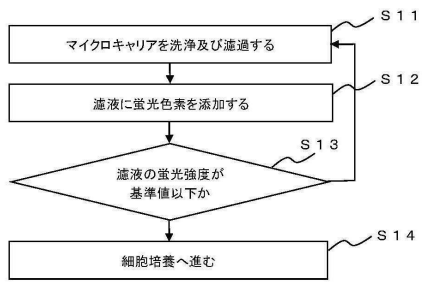 S11
マイクロキャリアを洗浄及び濾過する
S12
濾液に蛍光色素を添加する
S13
濾液の蛍光強度が
基準値以下か
S14
細胞培養へ進む